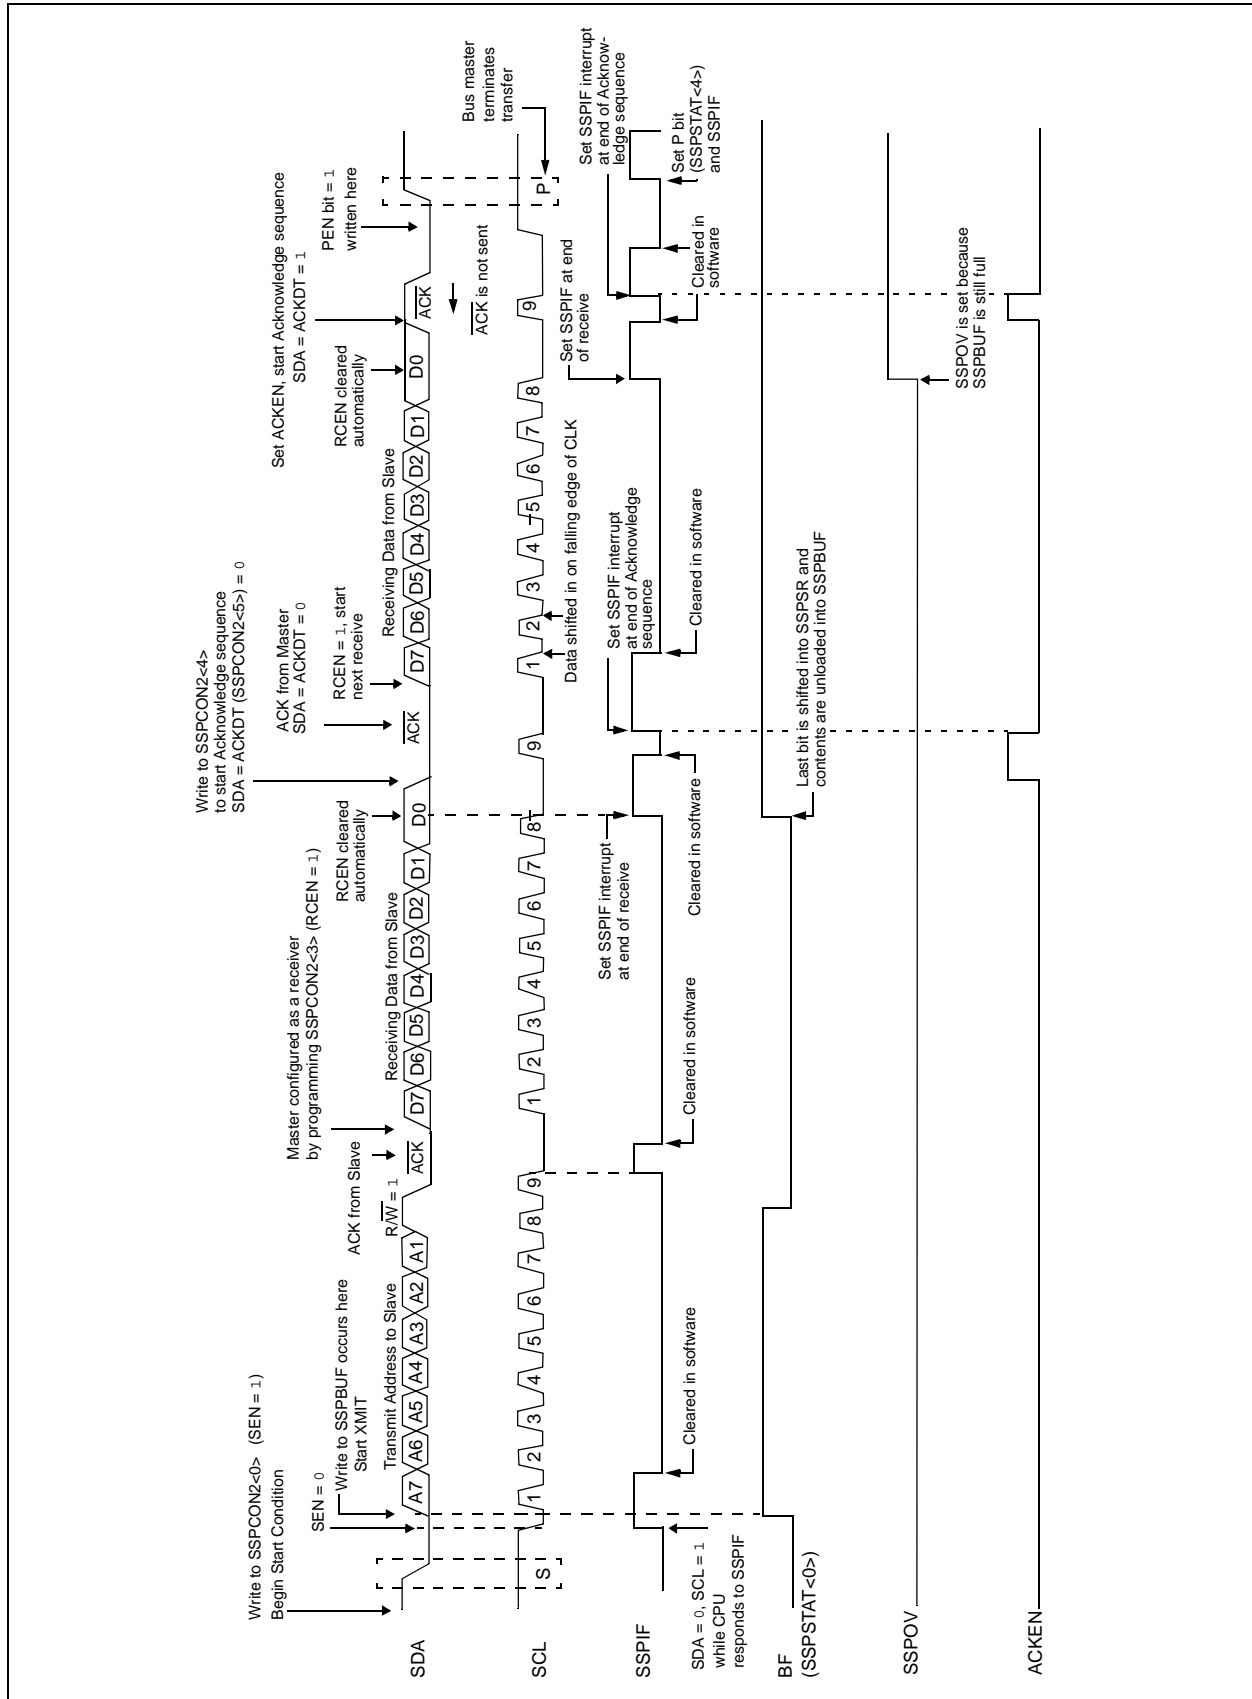 Write to SSPCON2<0> (SEN = 1)
Begin Start Condition
SEN = 0
Write to SSPBUF occurs here
Start XMIT
Master configured as a receiver
by programming SSPCON2<3> (RCEN = 1)
ACK from Slave
RCEN cleared
automatically
Write to SSPCON2<4>
to start Acknowledge sequence
SDA = ACKDT (SSPCON2<5>) = 0
ACK from Master
SDA = ACKDT = 0
RCEN = 1, start
next receive
RCEN cleared
automatically
Set ACKEN, start Acknowledge sequence
SDA = ACKDT = 1
PEN bit = 1
written here
Transmit Address to Slave
R/W = 1
Receiving Data from Slave
Receiving Data from Slave
SDA
A7 A6 A5 A4 A3 A2 A1
ACK
D7 D6 D5 D4 D3 D2 D1 D0
ACK
D7 D6 D5 D4 D3 D2 D1 D0
ACK
ACK is not sent
Bus master
terminates
transfer
SCL
S
1 2 3 4 5 6 7 8 9
1 2 3 4 5 6 7 8 9
1 2 3 4 5 6 7 8 9
P
Data shifted in on falling edge of CLK
Set SSPIF interrupt
at end of receive
Set SSPIF interrupt
at end of Acknowledge
sequence
Set SSPIF at end
of receive
Set SSPIF interrupt
at end of Acknow-
ledge sequence
SSPIF
SDA = 0, SCL = 1
while CPU
responds to SSPIF
Cleared in software
Cleared in software
Cleared in software
Cleared in software
Cleared in
software
Set P bit
(SSPSTAT<4>)
and SSPIF
BF
(SSPSTAT<0>)
Last bit is shifted into SSPSR and
contents are unloaded into SSPBUF
SSPOV
SSPOV is set because
SSPBUF is still full
ACKEN